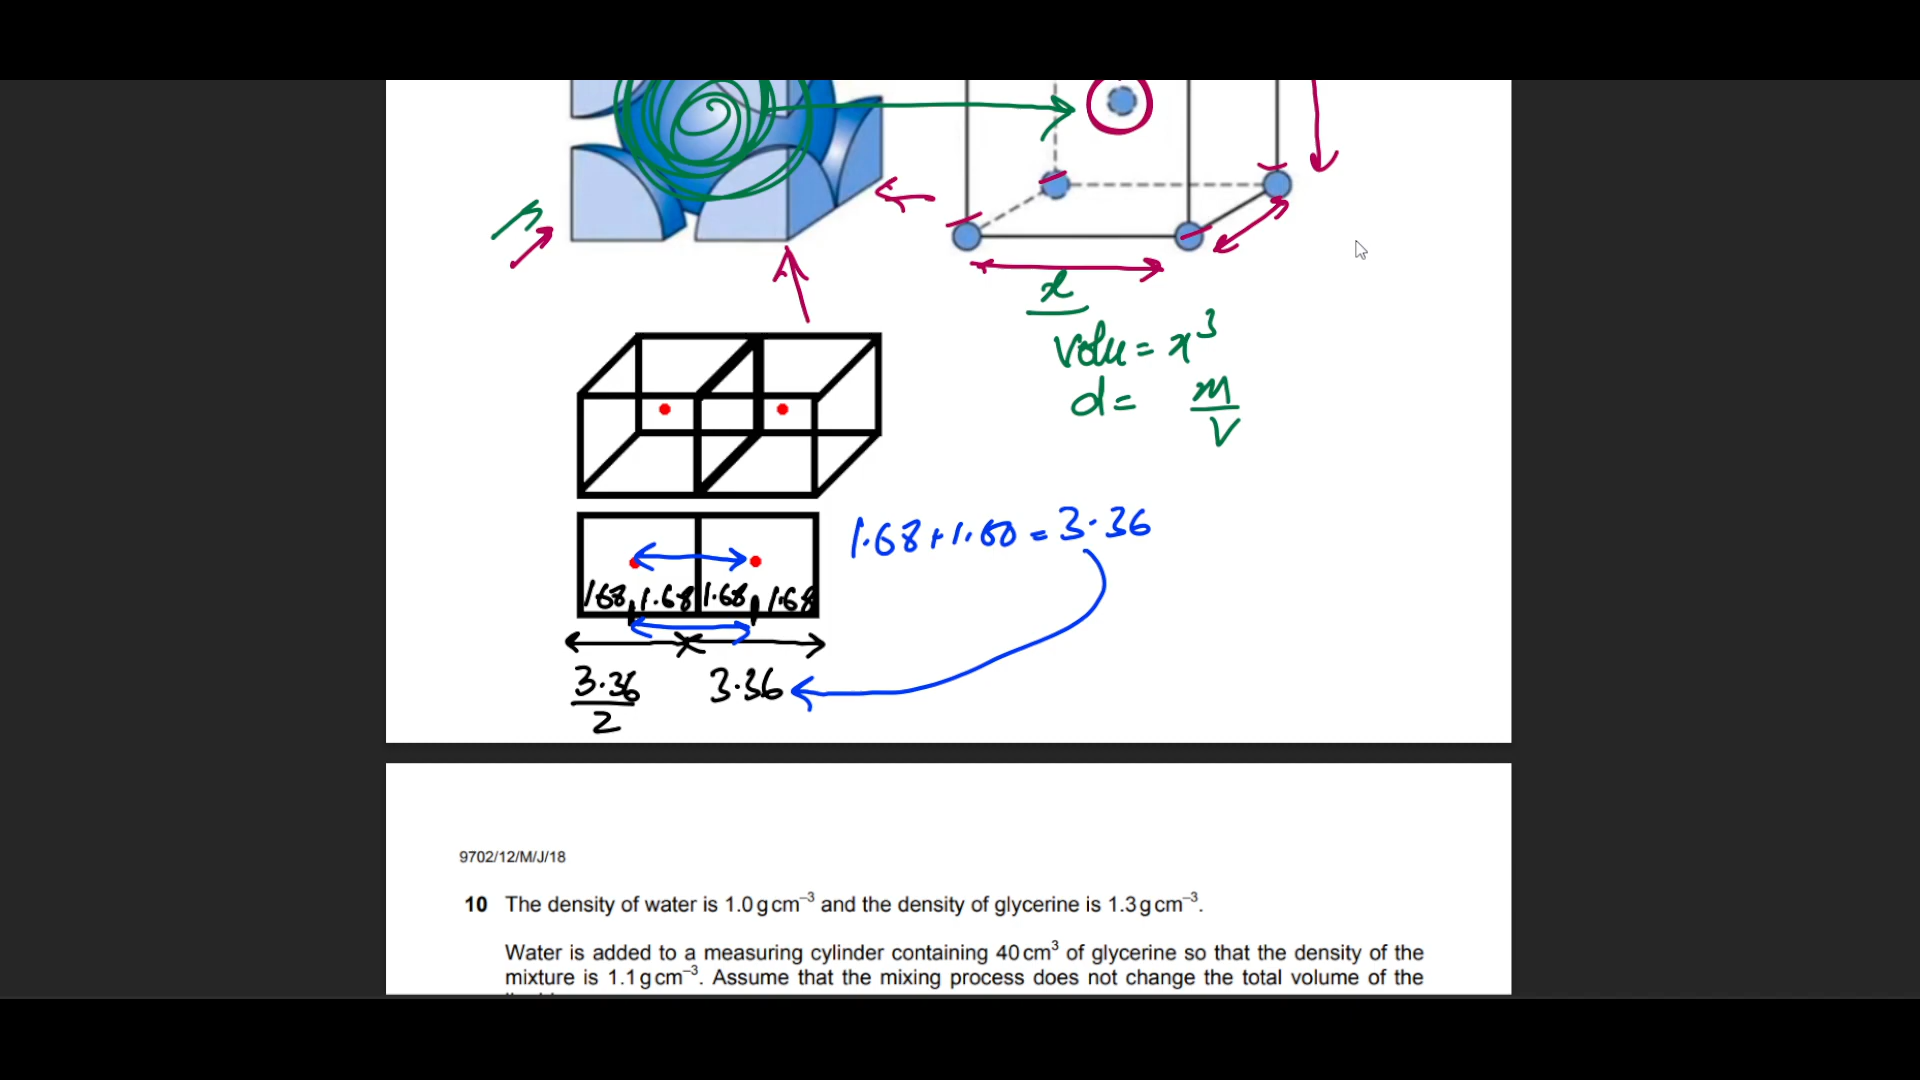 x
Volu = x³
d = m/V
1.68+1.68 = 3.36
1.68 1.68 1.68 1.68
3.36/2 3.36
9702/12/M/J/18
10 The density of water is 1.0 g cm⁻³ and the density of glycerine is 1.3 g cm⁻³.
Water is added to a measuring cylinder containing 40 cm³ of glycerine so that the density of the
mixture is 1.1 g cm⁻³. Assume that the mixing process does not change the total volume of the